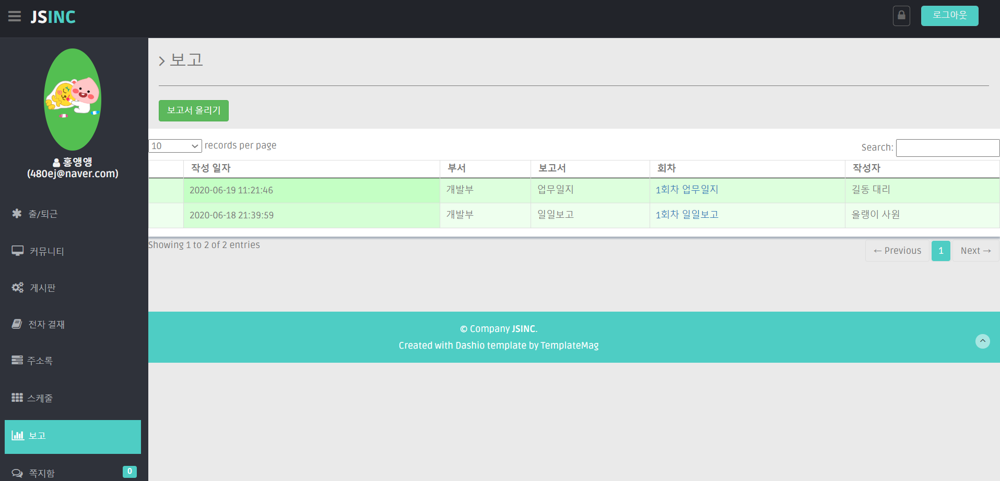 JSINC
로그아웃
홍앵앵
(480ej@naver.com)
출/퇴근
커뮤니티
게시판
전자 결재
주소록
스케줄
보고
쪽지함 0
보고
보고서 올리기
10 records per page
Search:
작성 일자 부서 보고서 회차 작성자
2020-06-19 11:21:46 개발부 업무일지 1회차 업무일지 길동 대리
2020-06-18 21:39:59 개발부 일일보고 1회차 일일보고 올랭이 사원
Showing 1 to 2 of 2 entries
← Previous 1 Next →
© Company JSINC.
Created with Dashio template by TemplateMag